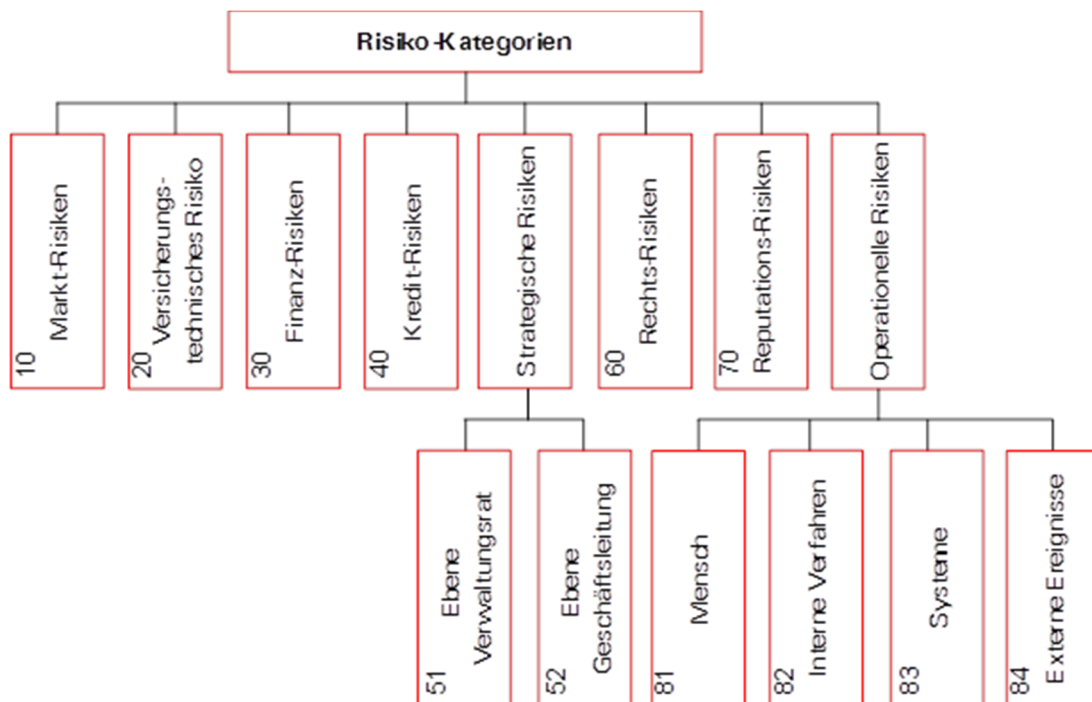 Risiko-Kategorien
10
Markt-Risiken
20
Versicherungs-
technisches Risiko
30
Finanz-Risiken
40
Kredit-Risiken
Strategische Risiken
60
Rechts-Risiken
70
Reputations-Risiken
Operationelle Risiken
51
Ebene
Verwaltungsrat
52
Ebene
Geschäftsleitung
81
Mensch
82
Interne Verfahren
83
Systeme
84
Externe Ereignisse